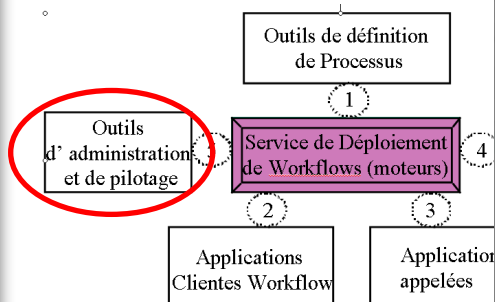 Outils de définition
de Processus
1
Outils
d’ administration
et de pilotage
Service de Déploiement
de Workflows (moteurs)
4
2
3
Applications
Clientes Workflow
appelées